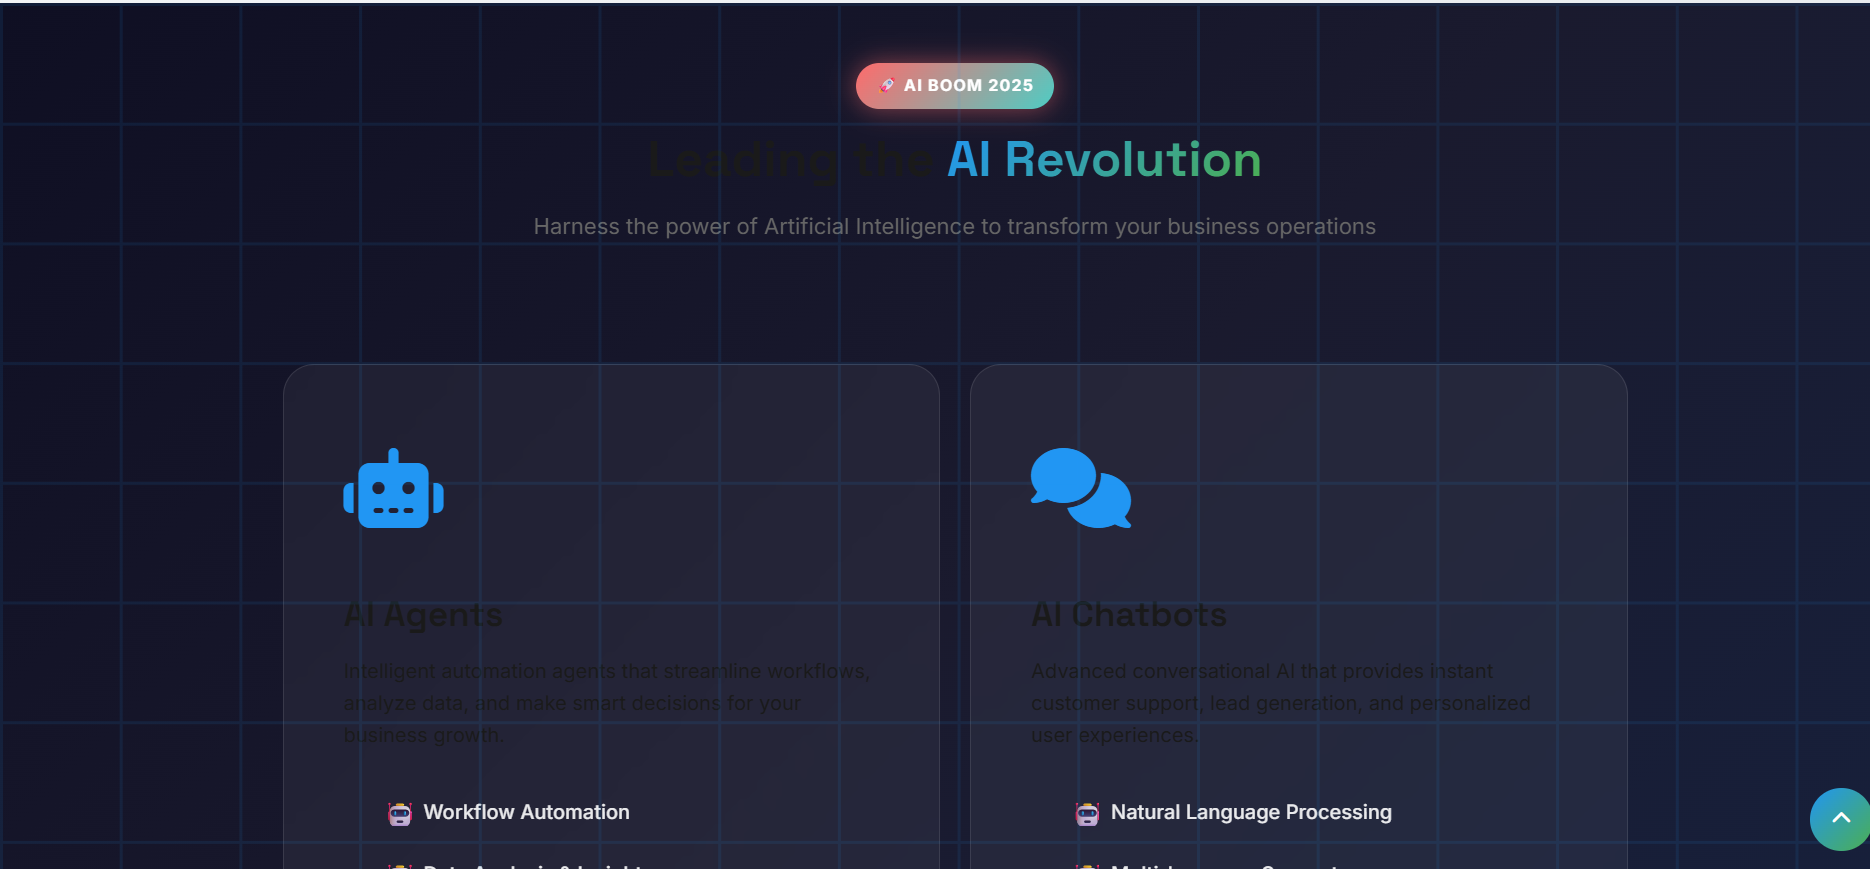 🚀 AI BOOM 2025
Leading the AI Revolution
Harness the power of Artificial Intelligence to transform your business operations
AI Agents
Intelligent automation agents that streamline workflows,
analyze data, and make smart decisions for your
business growth.
🤖 Workflow Automation
AI Chatbots
Advanced conversational AI that provides instant
customer support, lead generation, and personalized
user experiences.
🤖 Natural Language Processing